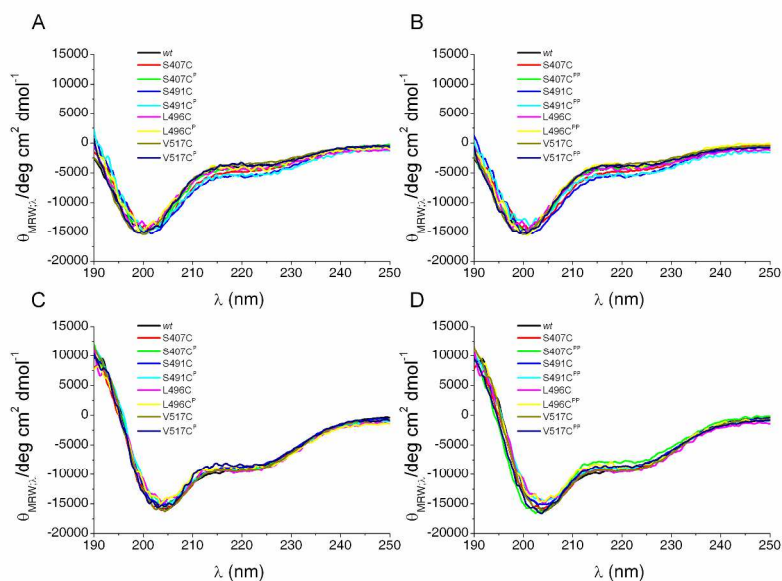 A
θMRW;λ/deg cm² dmol⁻¹
15000
10000
5000
0
-5000
-10000
-15000
-20000
wt
S407C
S407Cᴾ
S491C
S491Cᴾ
L496C
L496Cᴾ
V517C
V517Cᴾ
190 200 210 220 230 240 250
λ (nm)
B
θMRW;λ/deg cm² dmol⁻¹
15000
10000
5000
0
-5000
-10000
-15000
-20000
wt
S407C
S407Cᴾᴾ
S491C
S491Cᴾᴾ
L496C
L496Cᴾᴾ
V517C
V517Cᴾᴾ
190 200 210 220 230 240 250
λ (nm)
C
θMRW;λ/deg cm² dmol⁻¹
15000
10000
5000
0
-5000
-10000
-15000
-20000
wt
S407C
S407Cᴾ
S491C
S491Cᴾ
L496C
L496Cᴾ
V517C
V517Cᴾ
190 200 210 220 230 240 250
λ (nm)
D
θMRW;λ/deg cm² dmol⁻¹
15000
10000
5000
0
-5000
-10000
-15000
-20000
wt
S407C
S407Cᴾᴾ
S491C
S491Cᴾᴾ
L496C
L496Cᴾᴾ
V517C
V517Cᴾᴾ
190 200 210 220 230 240 250
λ (nm)